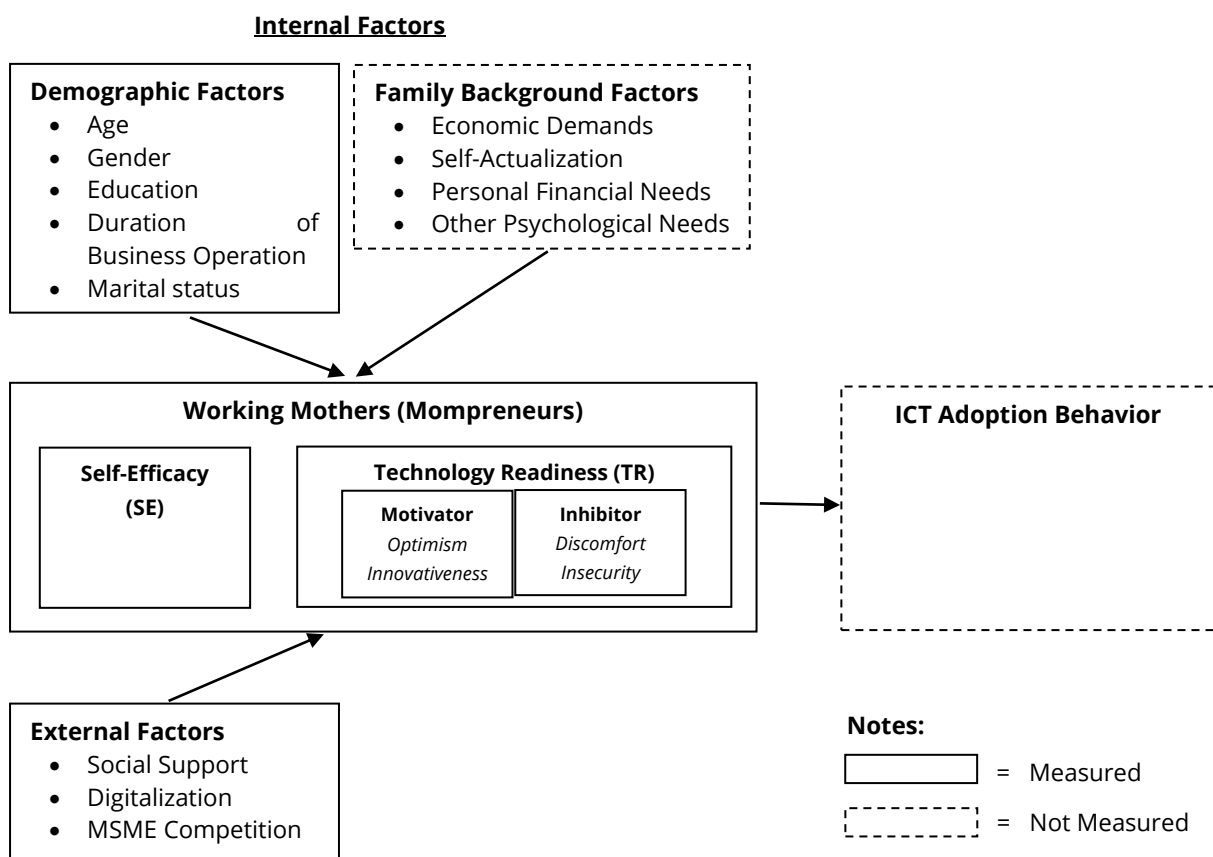 Internal Factors
Demographic Factors
• Age
• Gender
• Education
• Duration of
Business Operation
• Marital status
Family Background Factors
• Economic Demands
• Self-Actualization
• Personal Financial Needs
• Other Psychological Needs
Working Mothers (Mompreneurs)
Self-Efficacy
(SE)
Technology Readiness (TR)
Motivator
Optimism
Innovativeness
Inhibitor
Discomfort
Insecurity
ICT Adoption Behavior
External Factors
• Social Support
• Digitalization
• MSME Competition
Notes:
= Measured
= Not Measured